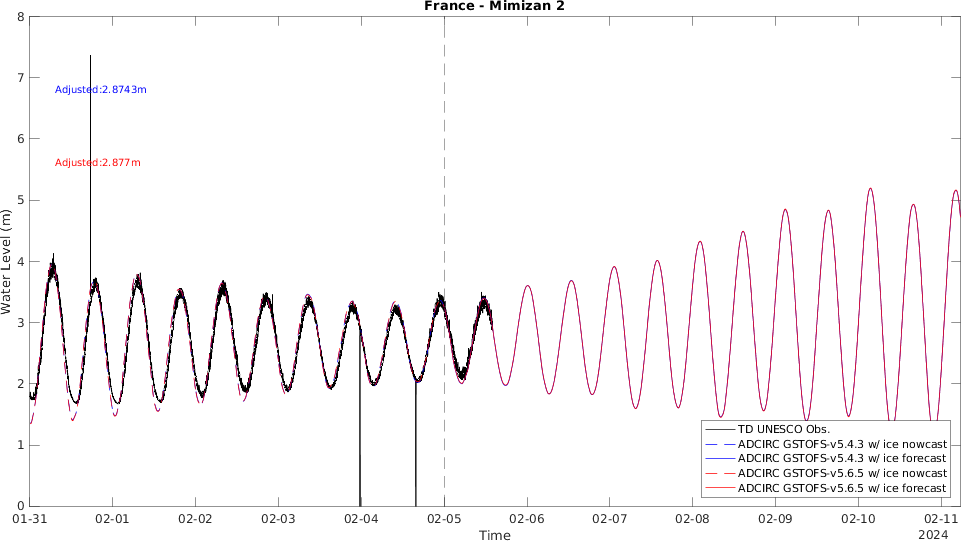 France - Mimizan 2
8
7
6
5
4
3
2
1
0
Water Level (m)
Adjusted:2.8743m
Adjusted:2.877m
TD UNESCO Obs.
ADCIRC GSTOFS-v5.4.3 w/ ice nowcast
ADCIRC GSTOFS-v5.4.3 w/ ice forecast
ADCIRC GSTOFS-v5.6.5 w/ ice nowcast
ADCIRC GSTOFS-v5.6.5 w/ ice forecast
01-31 02-01 02-02 02-03 02-04 02-05 02-06 02-07 02-08 02-09 02-10 02-11
Time
2024